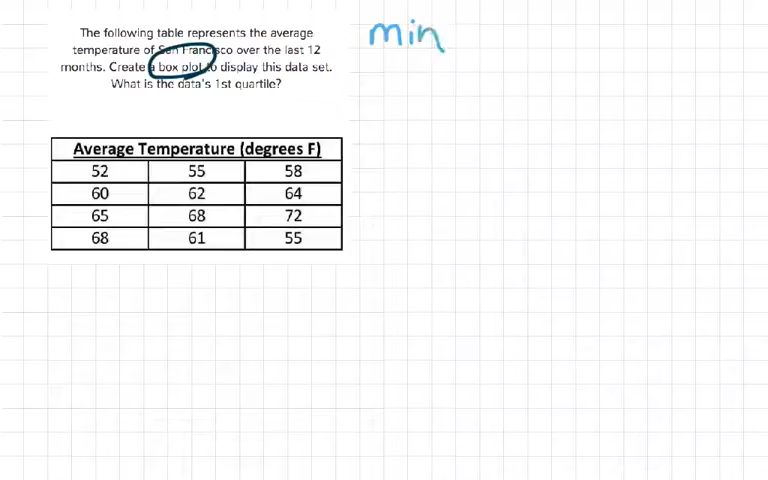 The following table represents the average
temperature of San Francisco over the last 12
months. Create a box plot to display this data set.
What is the data's 1st quartile?
min
Average Temperature (degrees F)
52 55 58
60 62 64
65 68 72
68 61 55